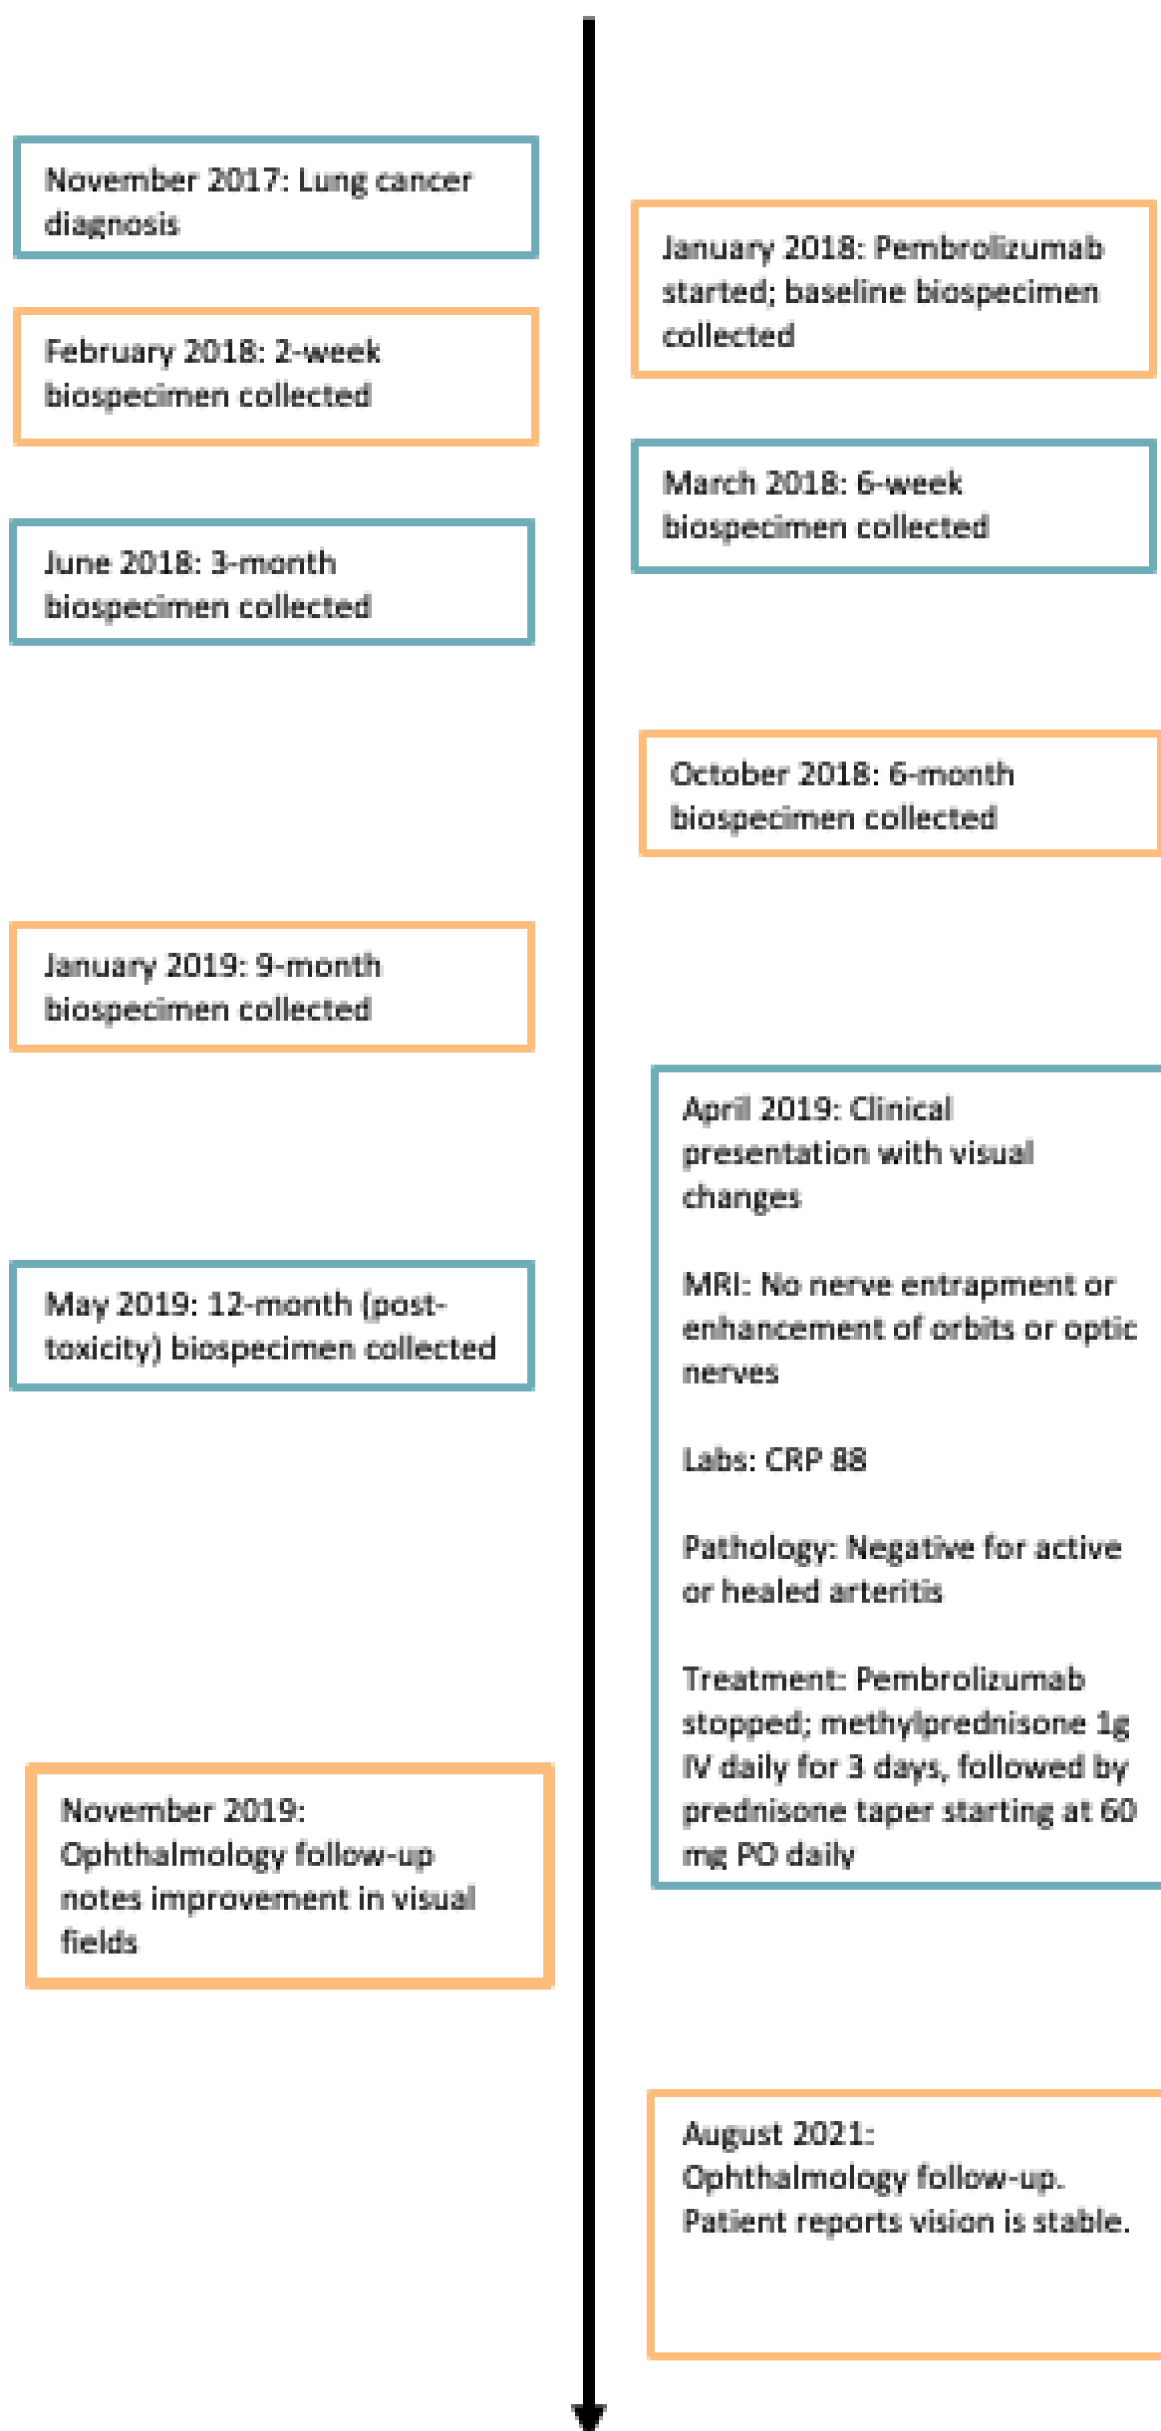 November 2017: Lung cancer
diagnosis
January 2018: Pembrolizumab
started; baseline biospecimen
collected
February 2018: 2-week
biospecimen collected
March 2018: 6-week
biospecimen collected
June 2018: 3-month
biospecimen collected
October 2018: 6-month
biospecimen collected
January 2019: 9-month
biospecimen collected
April 2019: Clinical
presentation with visual
changes
MRI: No nerve entrapment or
enhancement of orbits or optic
nerves
Labs: CRP 88
Pathology: Negative for active
or healed arteritis
Treatment: Pembrolizumab
stopped; methylprednisone 1g
IV daily for 3 days, followed by
prednisone taper starting at 60
mg PO daily
May 2019: 12-month (post-
toxicity) biospecimen collected
November 2019:
Ophthalmology follow-up
notes improvement in visual
fields
August 2021:
Ophthalmology follow-up.
Patient reports vision is stable.